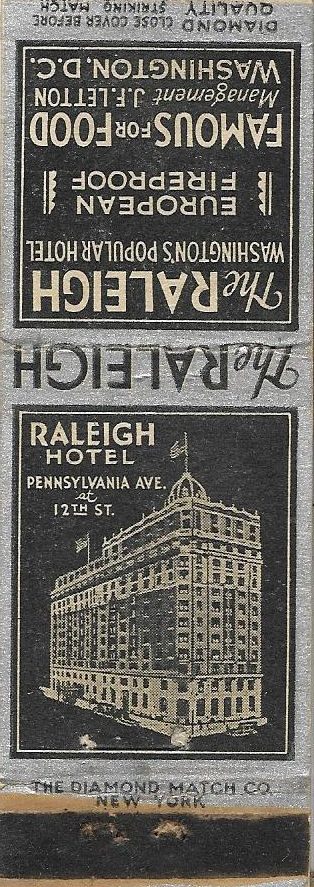 DIAMOND QUALITY
CLOSE COVER BEFORE STRIKING MATCH
The RALEIGH
WASHINGTON'S POPULAR HOTEL
EUROPEAN
FIREPROOF
FAMOUS FOR FOOD
Management J.F. LETTON
WASHINGTON, D.C.
The RALEIGH
RALEIGH
HOTEL
PENNSYLVANIA AVE.
at
12TH ST.
THE DIAMOND MATCH CO.
NEW YORK